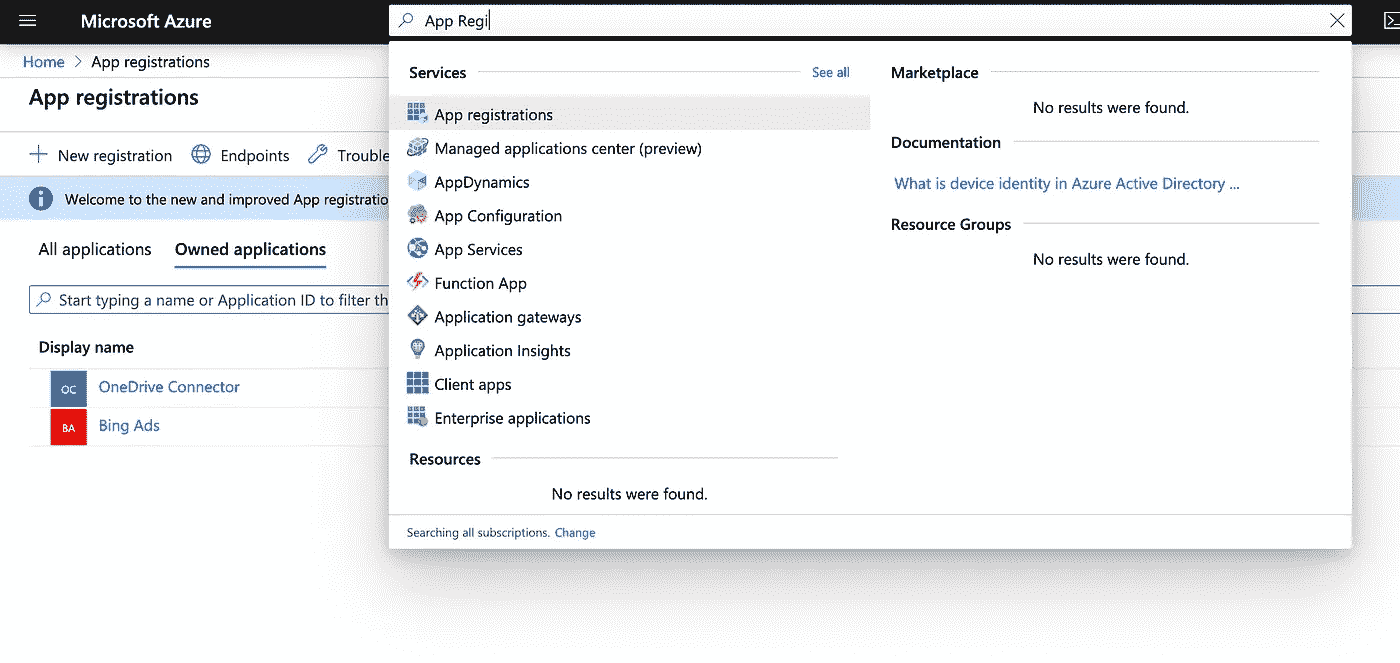 Microsoft Azure
App Regi
Home > App registrations
App registrations
New registration
Endpoints
Trouble
Welcome to the new and improved App registratio
All applications
Owned applications
Start typing a name or Application ID to filter th
Display name
OC
OneDrive Connector
BA
Bing Ads
Services
See all
App registrations
Managed applications center (preview)
AppDynamics
App Configuration
App Services
Function App
Application gateways
Application Insights
Client apps
Enterprise applications
Resources
No results were found.
Searching all subscriptions. Change
Marketplace
No results were found.
Documentation
What is device identity in Azure Active Directory ...
Resource Groups
No results were found.